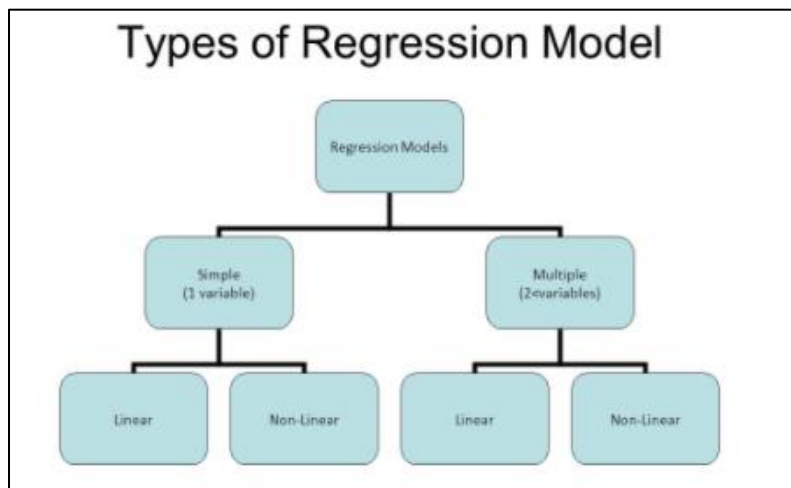 Types of Regression Model
Regression Models
Simple
(1 variable)
Multiple
(2<variables)
Linear
Non-Linear
Linear
Non-Linear